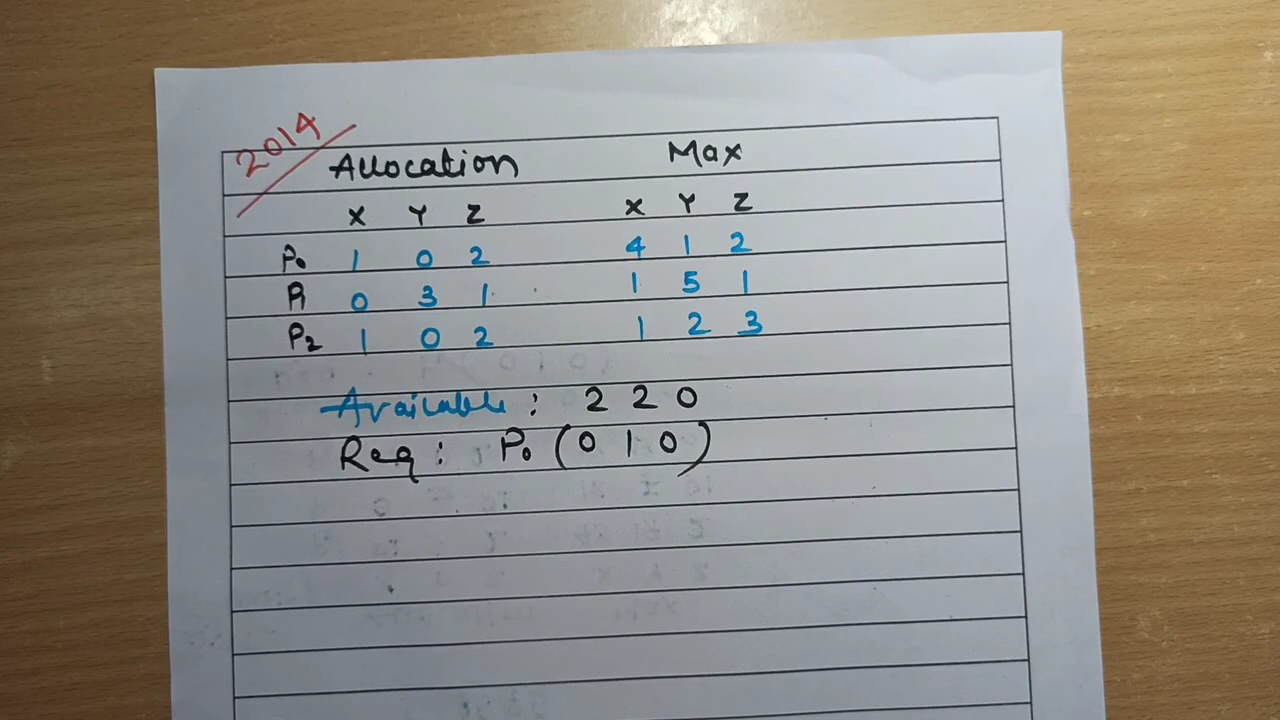 2014
Allocation Max
X Y Z X Y Z
P₀ 1 0 2 4 1 2
P₁ 0 3 1 1 5 1
P₂ 1 0 2 1 2 3
Available : 2 2 0
Req : P₀ (0 1 0)